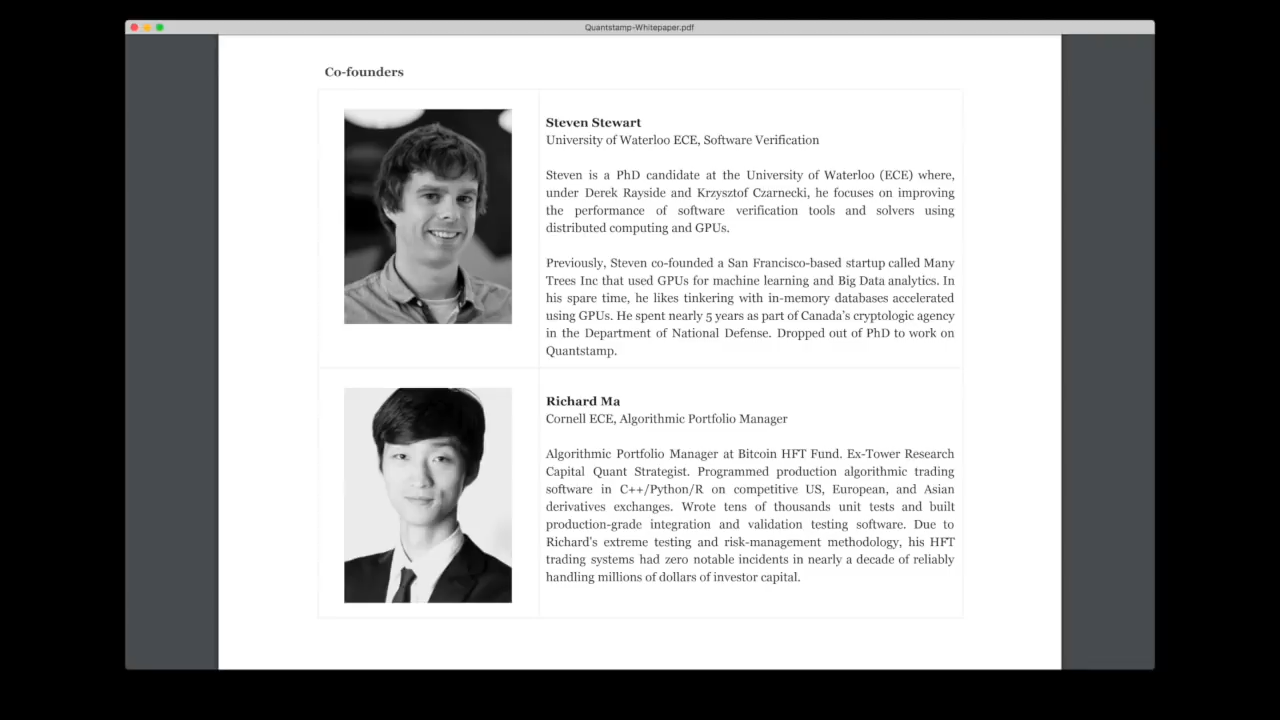 Quantstamp-Whitepaper.pdf
Co-founders
Steven Stewart
University of Waterloo ECE, Software Verification
Steven is a PhD candidate at the University of Waterloo (ECE) where,
under Derek Rayside and Krzysztof Czarnecki, he focuses on improving
the performance of software verification tools and solvers using
distributed computing and GPUs.
Previously, Steven co-founded a San Francisco-based startup called Many
Trees Inc that used GPUs for machine learning and Big Data analytics. In
his spare time, he likes tinkering with in-memory databases accelerated
using GPUs. He spent nearly 5 years as part of Canada's cryptologic agency
in the Department of National Defense. Dropped out of PhD to work on
Quantstamp.
Richard Ma
Cornell ECE, Algorithmic Portfolio Manager
Algorithmic Portfolio Manager at Bitcoin HFT Fund. Ex-Tower Research
Capital Quant Strategist. Programmed production algorithmic trading
software in C++/Python/R on competitive US, European, and Asian
derivatives exchanges. Wrote tens of thousands unit tests and built
production-grade integration and validation testing software. Due to
Richard's extreme testing and risk-management methodology, his HFT
trading systems had zero notable incidents in nearly a decade of reliably
handling millions of dollars of investor capital.